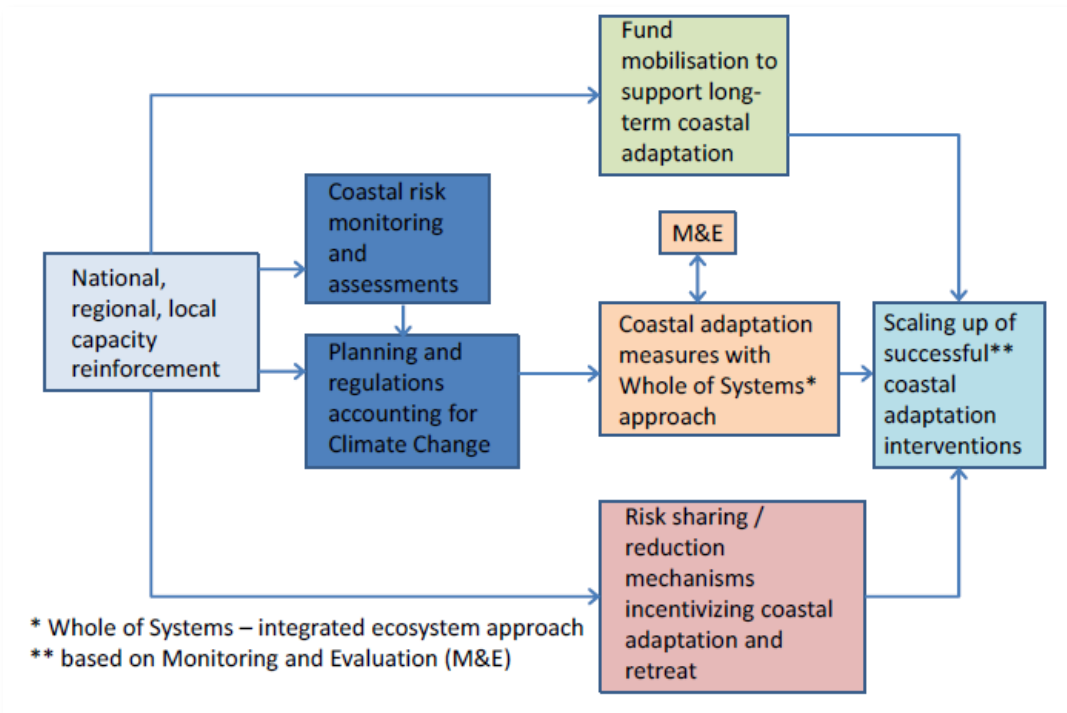 Fund
mobilisation to
support long-
term coastal
adaptation
Coastal risk
monitoring
and
assessments
M&E
National,
regional, local
capacity
reinforcement
Planning and
regulations
accounting for
Climate Change
Coastal adaptation
measures with
Whole of Systems*
approach
Scaling up of
successful**
coastal
adaptation
interventions
Risk sharing /
reduction
mechanisms
incentivizing coastal
adaptation and
retreat
* Whole of Systems – integrated ecosystem approach
** based on Monitoring and Evaluation (M&E)